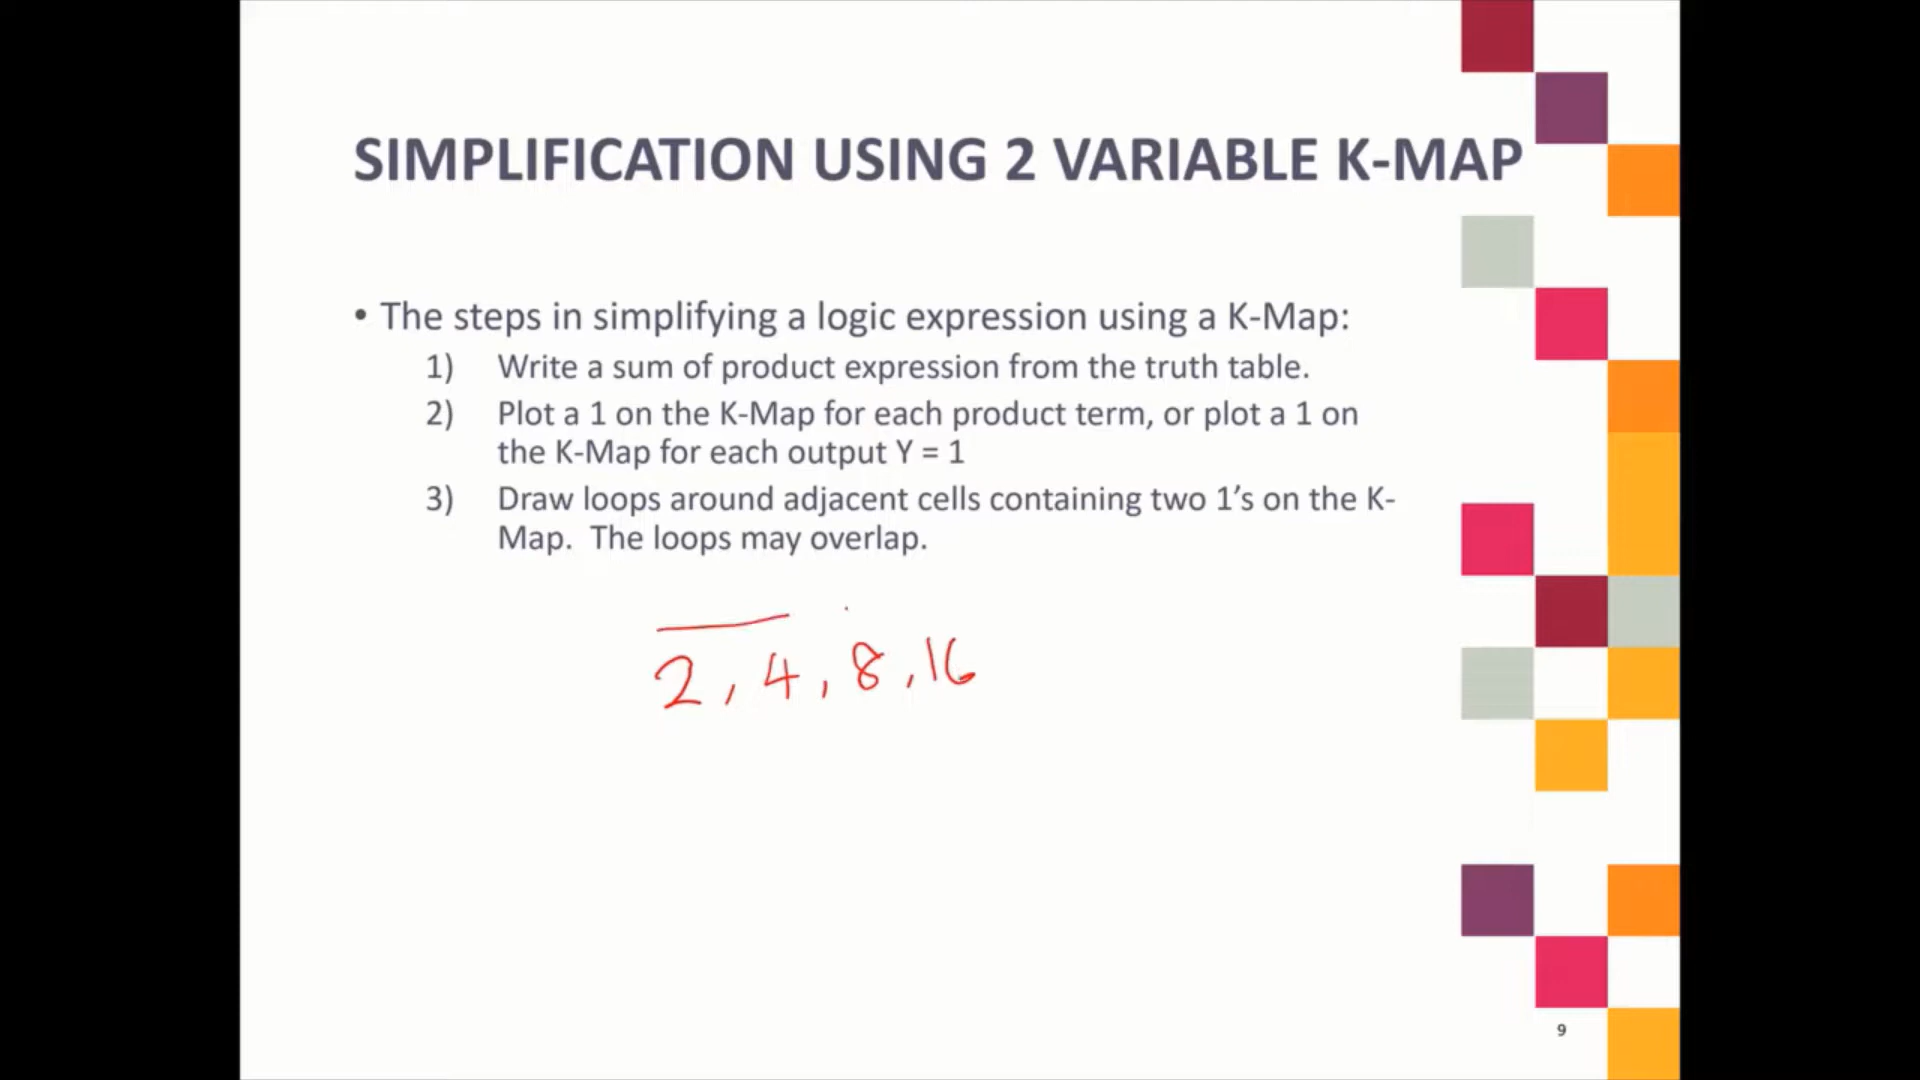 SIMPLIFICATION USING 2 VARIABLE K-MAP
• The steps in simplifying a logic expression using a K-Map:
1) Write a sum of product expression from the truth table.
2) Plot a 1 on the K-Map for each product term, or plot a 1 on
the K-Map for each output Y = 1
3) Draw loops around adjacent cells containing two 1’s on the K-
Map. The loops may overlap.
2, 4, 8, 16
9